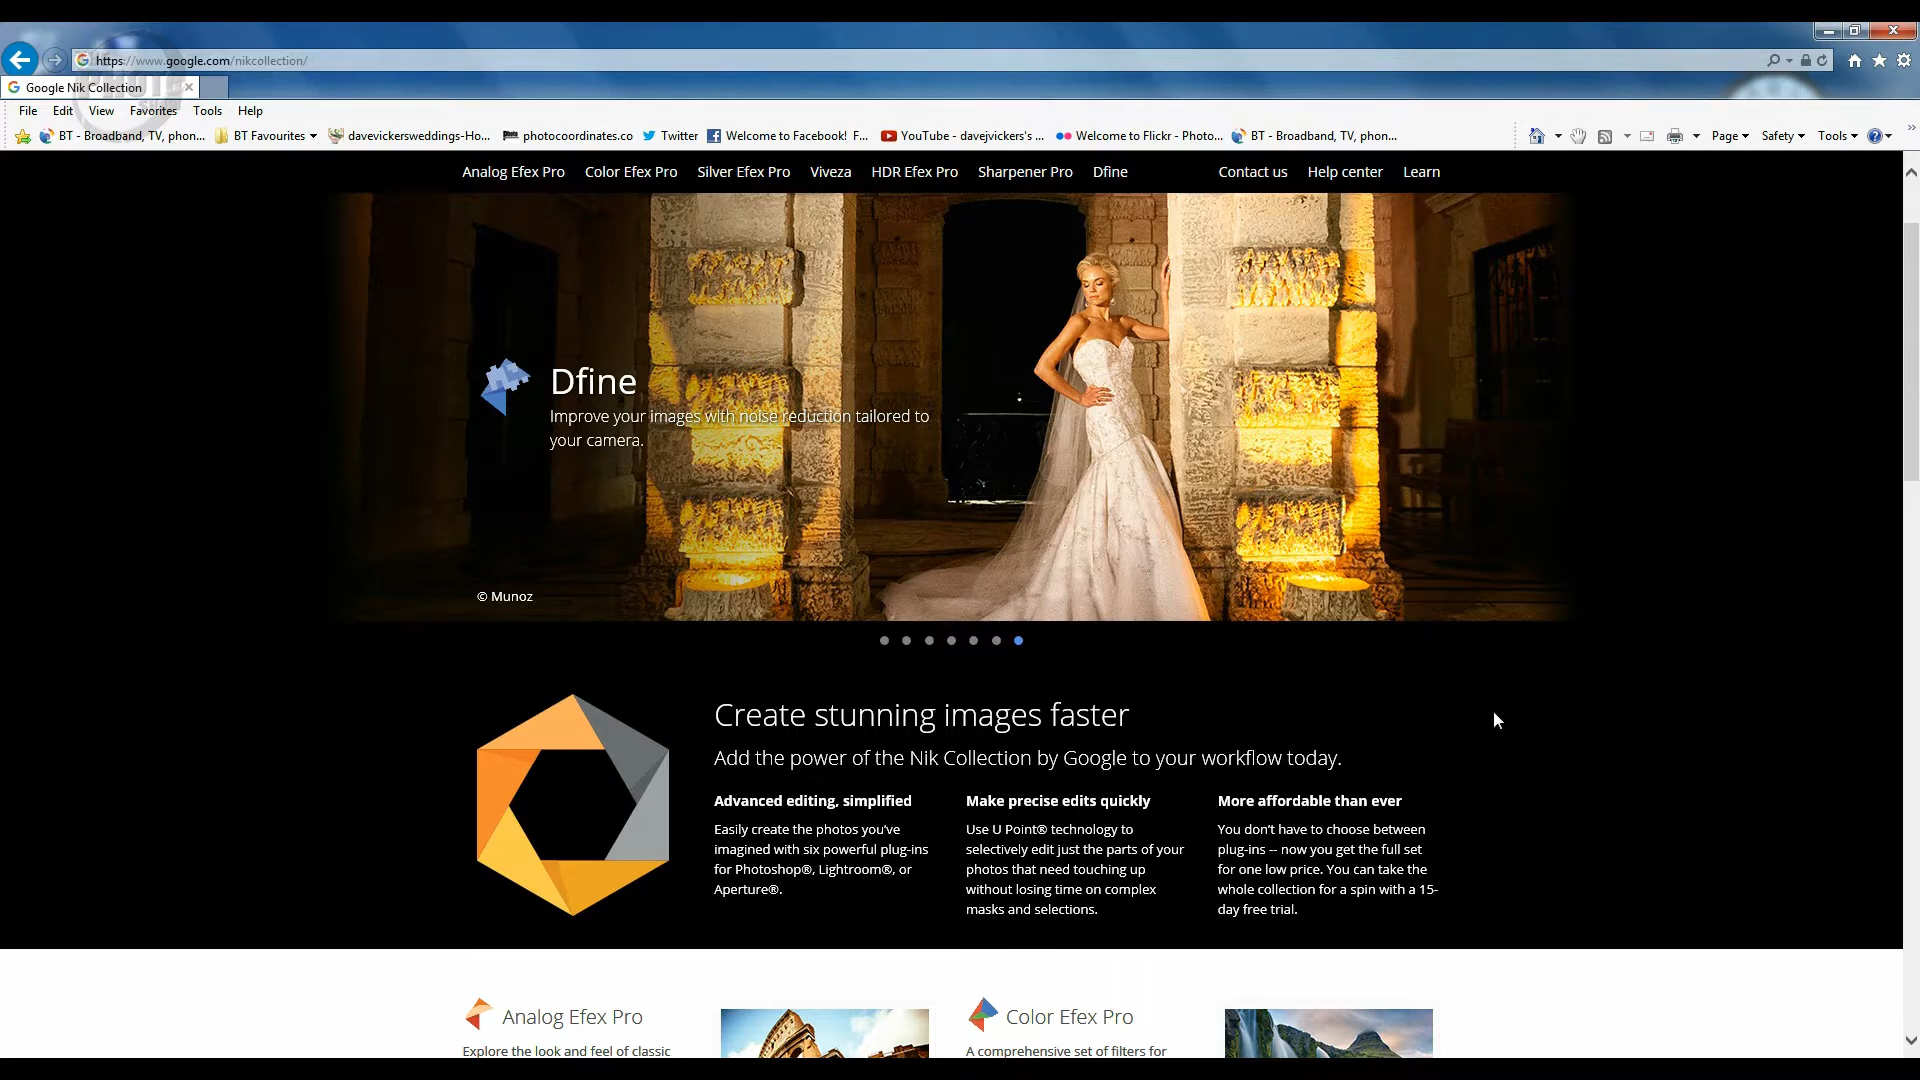 https://www.google.com/nikcollection/
Google Nik Collection
File Edit View Favorites Tools Help
BT - Broadband, TV, phon... BT Favourites davevickersweddings-Ho... photocoordinates.co Twitter Welcome to Facebook! F... YouTube - davejvickers's ... Welcome to Flickr - Photo... BT - Broadband, TV, phon... Page Safety Tools
Analog Efex Pro Color Efex Pro Silver Efex Pro Viveza HDR Efex Pro Sharpener Pro Dfine Contact us Help center Learn
Dfine
Improve your images with noise reduction tailored to
your camera.
© Munoz
Create stunning images faster
Add the power of the Nik Collection by Google to your workflow today.
Advanced editing, simplified
Easily create the photos you've
imagined with six powerful plug-ins
for Photoshop®, Lightroom®, or
Aperture®.
Make precise edits quickly
Use U Point® technology to
selectively edit just the parts of your
photos that need touching up
without losing time on complex
masks and selections.
More affordable than ever
You don't have to choose between
plug-ins -- now you get the full set
for one low price. You can take the
whole collection for a spin with a 15-
day free trial.
Analog Efex Pro
Explore the look and feel of classic
Color Efex Pro
A comprehensive set of filters for